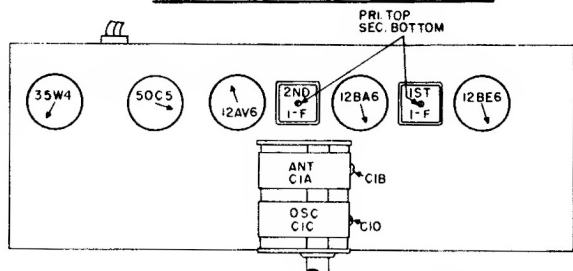 PRI. TOP
SEC. BOTTOM
35W4
50C5
12AV6
2ND
I-F
12BA6
1ST
I-F
12BE6
ANT
C1A
C1B
OSC
C1C
C1D